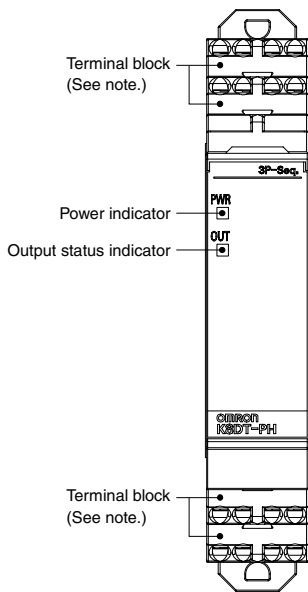 Terminal block
(See note.)
3P-Seq.
PWR
Power indicator
OUT
Output status indicator
OMRON
K8DT-PH
Terminal block
(See note.)